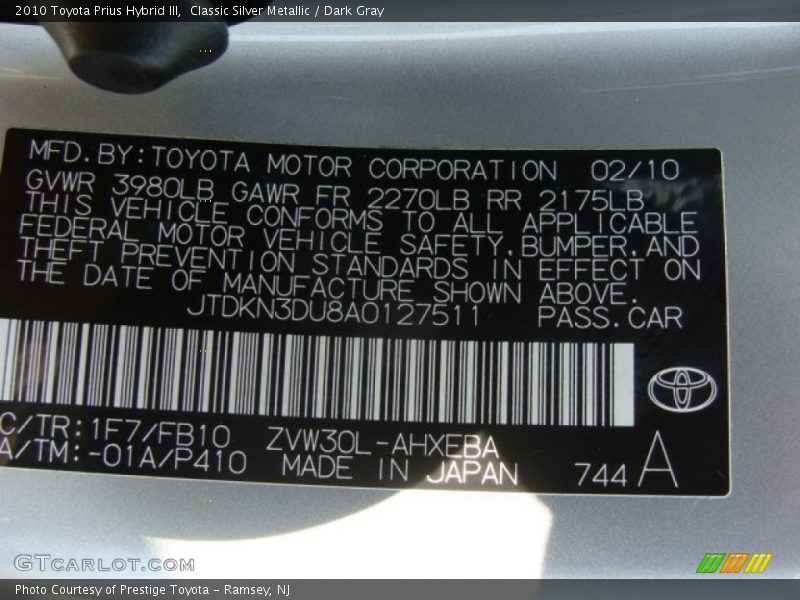 2010 Toyota Prius Hybrid III, Classic Silver Metallic / Dark Gray
MFD. BY: TOYOTA MOTOR CORPORATION 02/10
GVWR 3980LB GAWR FR 2270LB RR 2175LB
THIS VEHICLE CONFORMS TO ALL APPLICABLE
FEDERAL MOTOR VEHICLE SAFETY, BUMPER, AND
THEFT PREVENTION STANDARDS IN EFFECT ON
THE DATE OF MANUFACTURE SHOWN ABOVE.
JTDKN3DU8A0127511 PASS. CAR
C/TR: 1F7/FB10 ZVW30L-AHXEBA
A/TM: -01A/P410 MADE IN JAPAN 744 A
GTCARLOT.COM
Photo Courtesy of Prestige Toyota - Ramsey, NJ